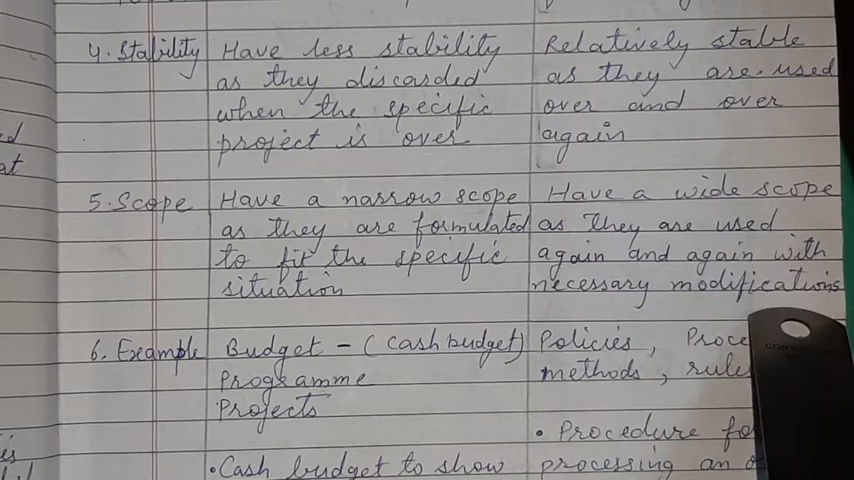 4. Stability Have less stability Relatively stable
as they discarded as they are used
when the specific over and over
project is over again
5. Scope Have a narrow scope Have a wide scope
as they are formulated as they are used
to fit the specific again and again with
situation necessary modifications
6. Example Budget - (cash budget) Policies,
Programme methods,
Projects
• Procedure
• Cash budget to show processing an